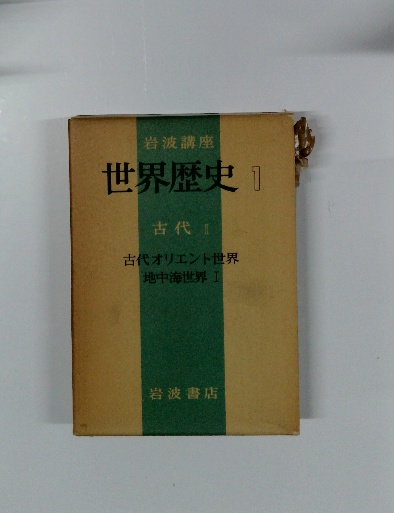 岩波講座
世界歴史 1
古代 1
古代オリエント世界
地中海世界 I
岩波書店